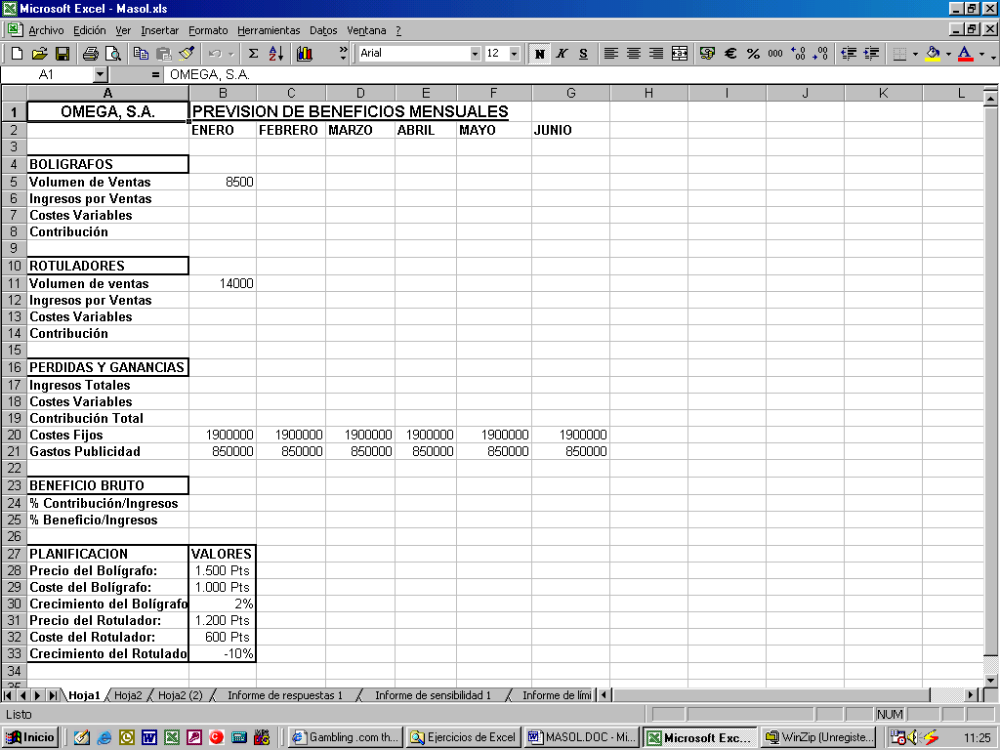 Microsoft Excel - Masol.xls
Archivo Edición Ver Insertar Formato Herramientas Datos Ventana ?
Arial 12 N K S € % 000
A1 = OMEGA, S.A.
A B C D E F G H I J K L
1 OMEGA, S.A. PREVISION DE BENEFICIOS MENSUALES
2 ENERO FEBRERO MARZO ABRIL MAYO JUNIO
3
4 BOLIGRAFOS
5 Volumen de Ventas 8500
6 Ingresos por Ventas
7 Costes Variables
8 Contribución
9
10 ROTULADORES
11 Volumen de ventas 14000
12 Ingresos por Ventas
13 Costes Variables
14 Contribución
15
16 PERDIDAS Y GANANCIAS
17 Ingresos Totales
18 Costes Variables
19 Contribución Total
20 Costes Fijos 1900000 1900000 1900000 1900000 1900000 1900000
21 Gastos Publicidad 850000 850000 850000 850000 850000 850000
22
23 BENEFICIO BRUTO
24 % Contribución/Ingresos
25 % Beneficio/Ingresos
26
27 PLANIFICACION VALORES
28 Precio del Bolígrafo: 1.500 Pts
29 Coste del Bolígrafo: 1.000 Pts
30 Crecimiento del Bolígrafo 2%
31 Precio del Rotulador: 1.200 Pts
32 Coste del Rotulador: 600 Pts
33 Crecimiento del Rotulado -10%
34
35
Hoja1 Hoja2 Hoja2 (2) Informe de respuestas 1 Informe de sensibilidad 1 Informe de lími
Listo NUM
Inicio Gambling .com th... Ejercicios de Excel MASOL.DOC - Mi... Microsoft Exc... WinZip (Unregiste... 11:25